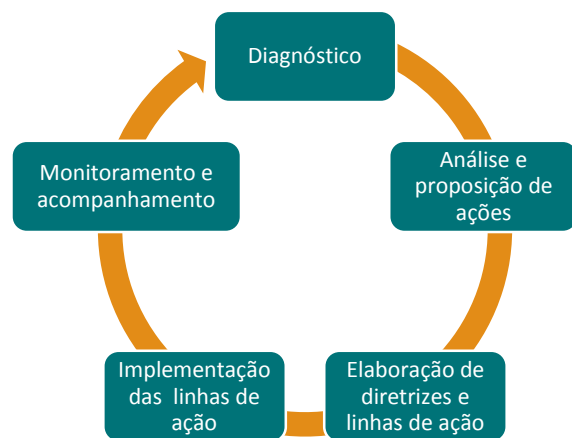 Diagnóstico
Análise e
proposição de
ações
Elaboração de
diretrizes e
linhas de ação
Implementação
das linhas de
ação
Monitoramento e
acompanhamento